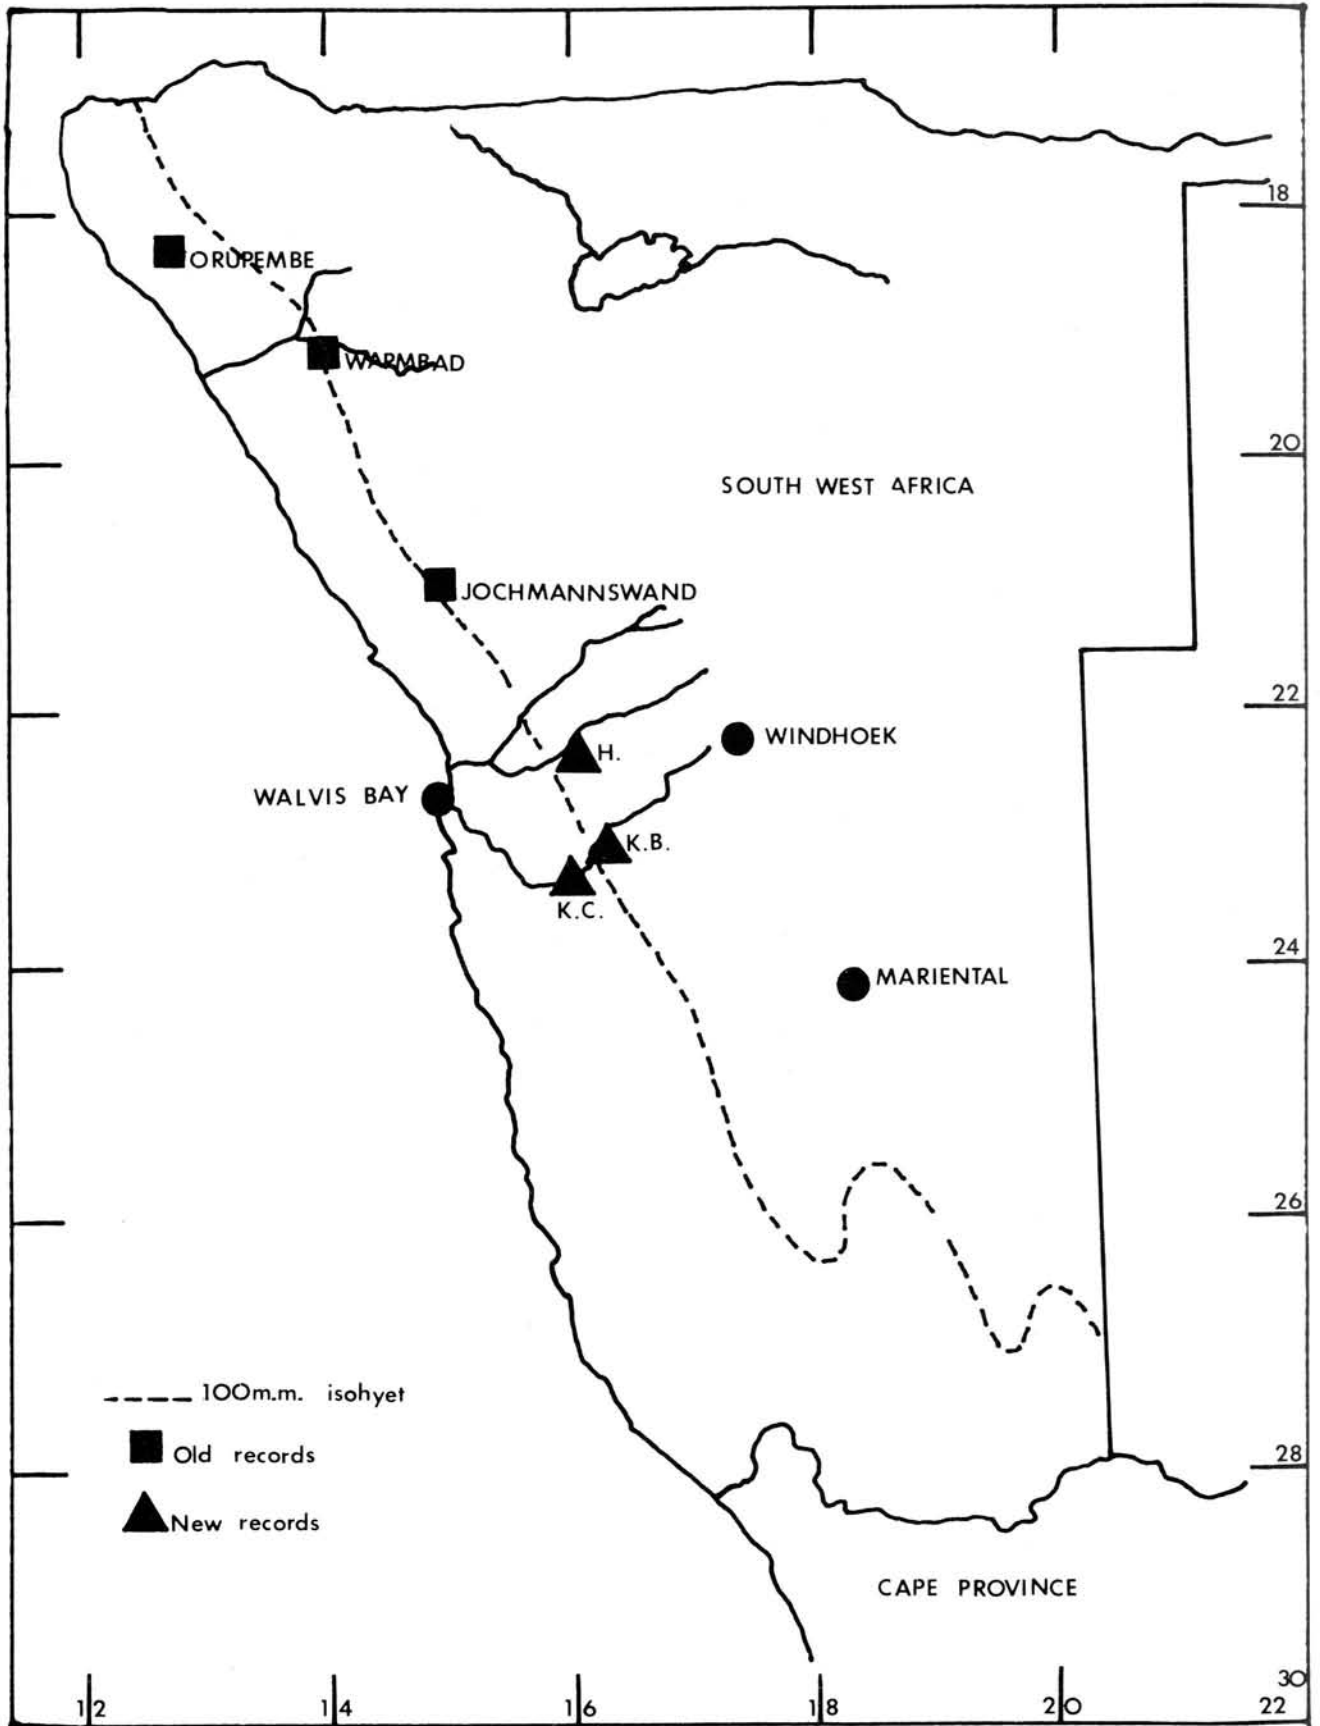 18
ORUPEMBE
WARMBAD
20
SOUTH WEST AFRICA
JOCHMANNSWAND
22
WINDHOEK
H.
WALVIS BAY
K.B.
K.C.
24
MARIENTAL
26
100m.m. isohyet
Old records
28
New records
CAPE PROVINCE
30
12 14 16 18 20 22